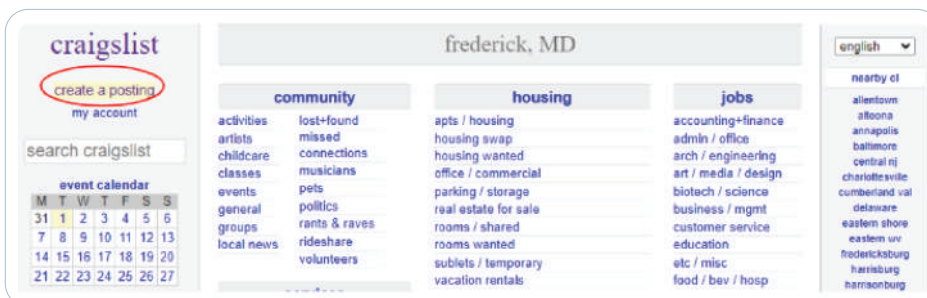 craigslist
create a posting
my account
search craigslist
event calendar
M T W T F S S
31 1 2 3 4 5 6
7 8 9 10 11 12 13
14 15 16 17 18 19 20
21 22 23 24 25 26 27
frederick, MD
community
activities
artists
childcare
classes
events
general
groups
local news
lost+found
missed
connections
musicians
pets
politics
rants & raves
rideshare
volunteers
housing
apts / housing
housing swap
housing wanted
office / commercial
parking / storage
real estate for sale
rooms / shared
rooms wanted
sublets / temporary
vacation rentals
jobs
accounting+finance
admin / office
arch / engineering
art / media / design
biotech / science
business / mgmt
customer service
education
etc / misc
food / bev / hosp
english
nearby cl
allentown
altoona
annapolis
baltimore
central nj
charlottesville
cumberland val
delaware
eastern shore
eastern wv
fredericksburg
harrisburg
harrisonburg